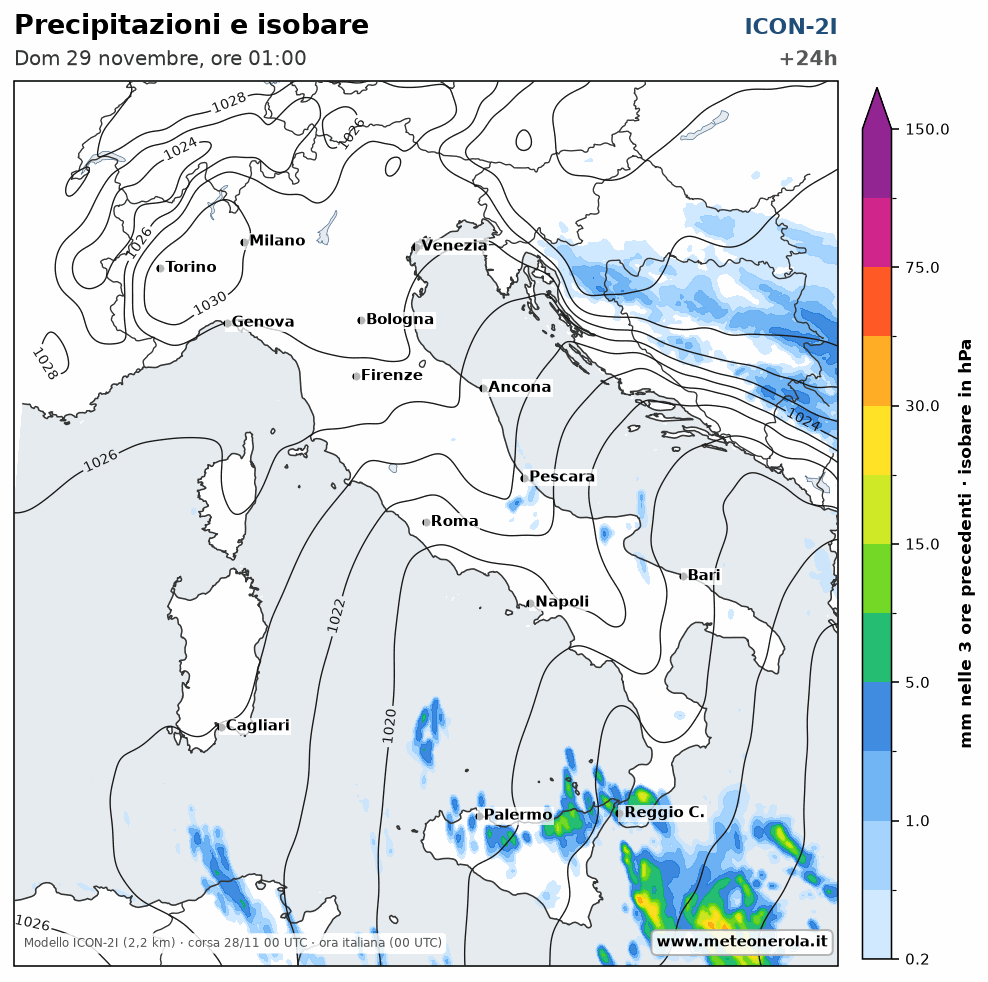 Precipitazioni e isobare
ICON-2I
Dom 29 novembre, ore 01:00
+24h
1028
1026
1024
1026
Milano
Venezia
Torino
1030
Genova
Bologna
1028
Firenze
Ancona
1024
1026
Pescara
Roma
Bari
Napoli
1022
1020
Cagliari
Palermo
Reggio C.
1026
Modello ICON-2I (2,2 km) · corsa 28/11 00 UTC · ora italiana (00 UTC)
www.meteonerola.it
150.0
75.0
30.0
15.0
5.0
1.0
0.2
mm nelle 3 ore precedenti · isobare in hPa